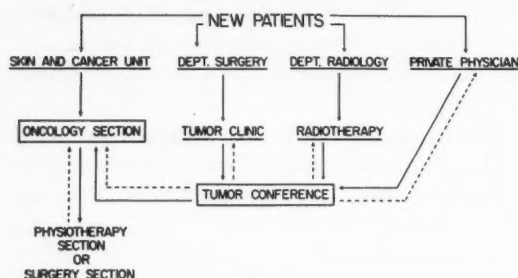 NEW PATIENTS
SKIN AND CANCER UNIT DEPT. SURGERY DEPT. RADIOLOGY PRIVATE PHYSICIAN
ONCOLOGY SECTION TUMOR CLINIC RADIOTHERAPY
TUMOR CONFERENCE
PHYSIOTHERAPY
SECTION
OR
SURGERY SECTION